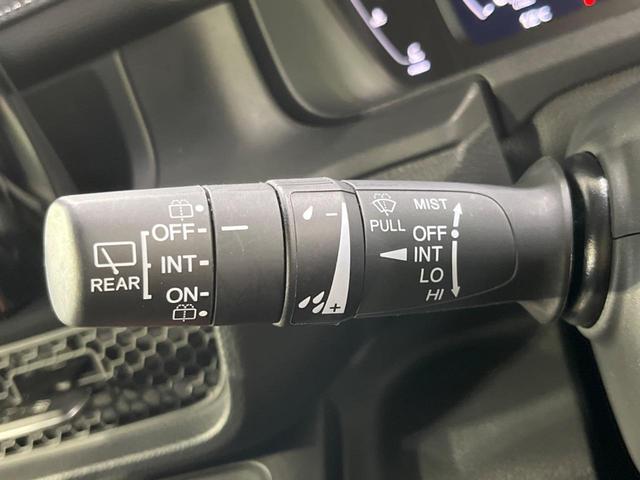 REAR
OFF
INT
ON
− 
+
PULL
MIST
OFF
INT
LO
HI